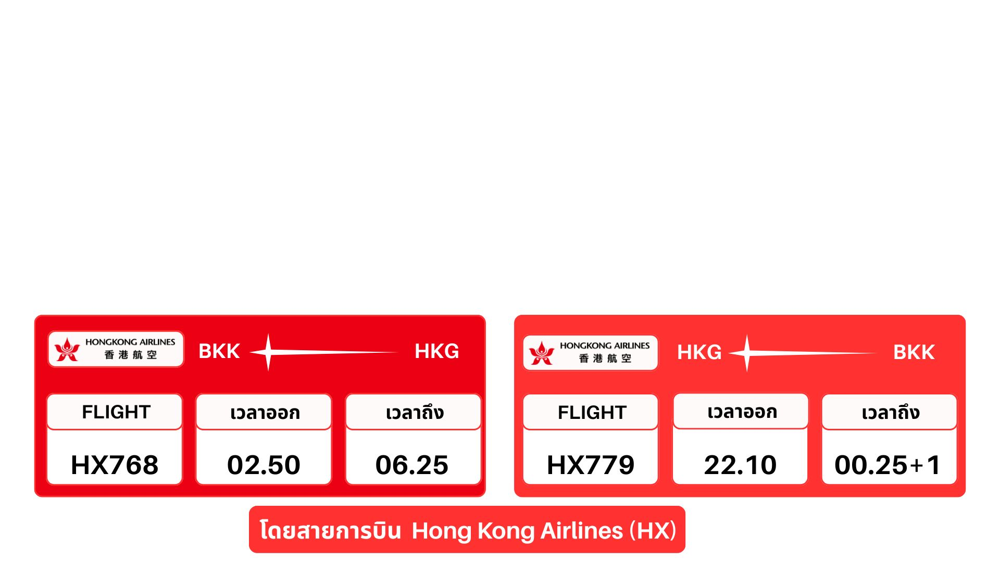 HONGKONG AIRLINES
香港航空
BKK HKG
FLIGHT เวลาออก เวลาถึง
HX768 02.50 06.25
HONGKONG AIRLINES
香港航空
HKG BKK
FLIGHT เวลาออก เวลาถึง
HX779 22.10 00.25+1
โดยสายการบิน Hong Kong Airlines (HX)